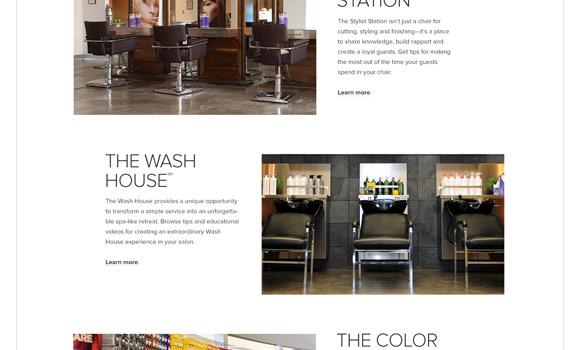 STATION
The Stylist Station isn't just a chair for
cutting, styling and finishing—it's a place
to share knowledge, build rapport and
create a loyal guests. Get tips for making
the most out of the time your guests
spend in your chair.
Learn more.
THE WASH
HOUSE℠
The Wash House provides a unique opportunity
to transform a simple service into an unforgetta-
ble spa-like retreat. Browse tips and educational
videos for creating an extraordinary Wash
House experience in your salon.
Learn more.
THE COLOR